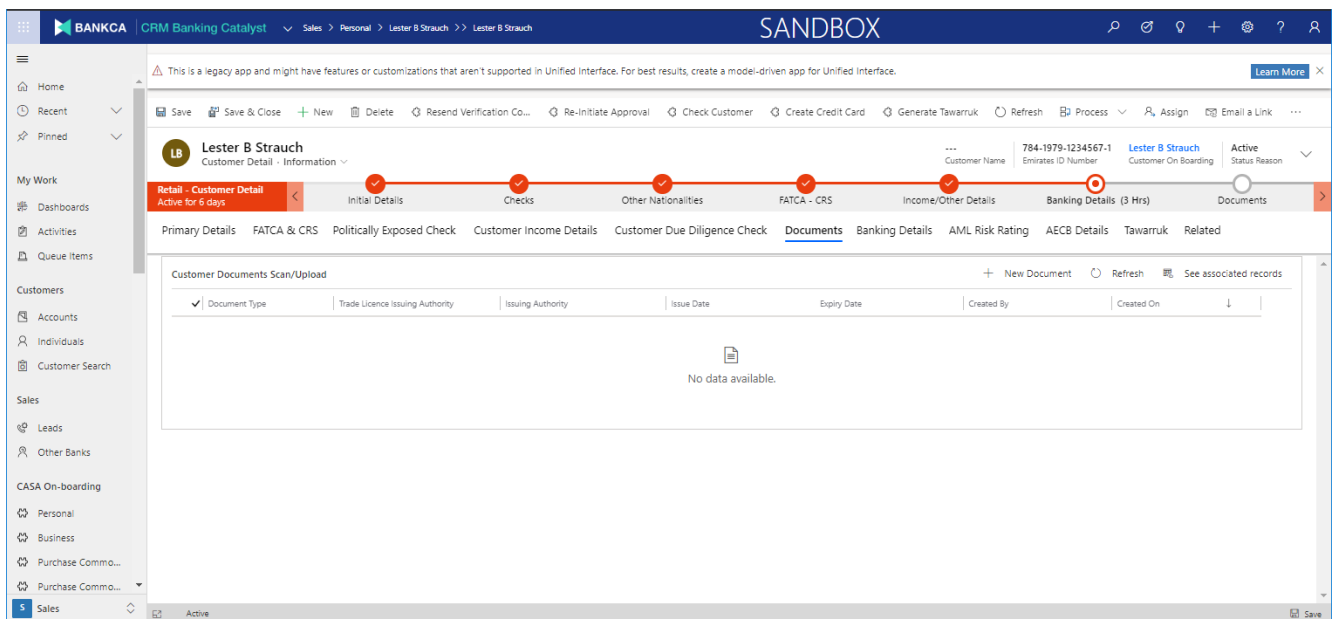 BANKCA CRM Banking Catalyst Sales > Personal > Lester B Strauch >> Lester B Strauch SANDBOX
This is a legacy app and might have features or customizations that aren't supported in Unified Interface. For best results, create a model-driven app for Unified Interface. Learn More
Home
Recent
Pinned
My Work
Dashboards
Activities
Queue Items
Customers
Accounts
Individuals
Customer Search
Sales
Leads
Other Banks
CASA On-boarding
Personal
Business
Purchase Commo...
Purchase Commo...
S Sales
Save Save & Close New Delete Resend Verification Co... Re-Initiate Approval Check Customer Create Credit Card Generate Tawarruk Refresh Process Assign Email a Link ...
LB Lester B Strauch
Customer Detail · Information
--- 784-1979-1234567-1 Lester B Strauch Active
Customer Name Emirates ID Number Customer On Boarding Status Reason
Retail - Customer Detail
Active for 6 days
Initial Details Checks Other Nationalities FATCA - CRS Income/Other Details Banking Details (3 Hrs) Documents
Primary Details FATCA & CRS Politically Exposed Check Customer Income Details Customer Due Diligence Check Documents Banking Details AML Risk Rating AECB Details Tawarruk Related
Customer Documents Scan/Upload + New Document Refresh See associated records
Document Type Trade Licence Issuing Authority Issuing Authority Issue Date Expiry Date Created By Created On ↓
No data available.
Active Save